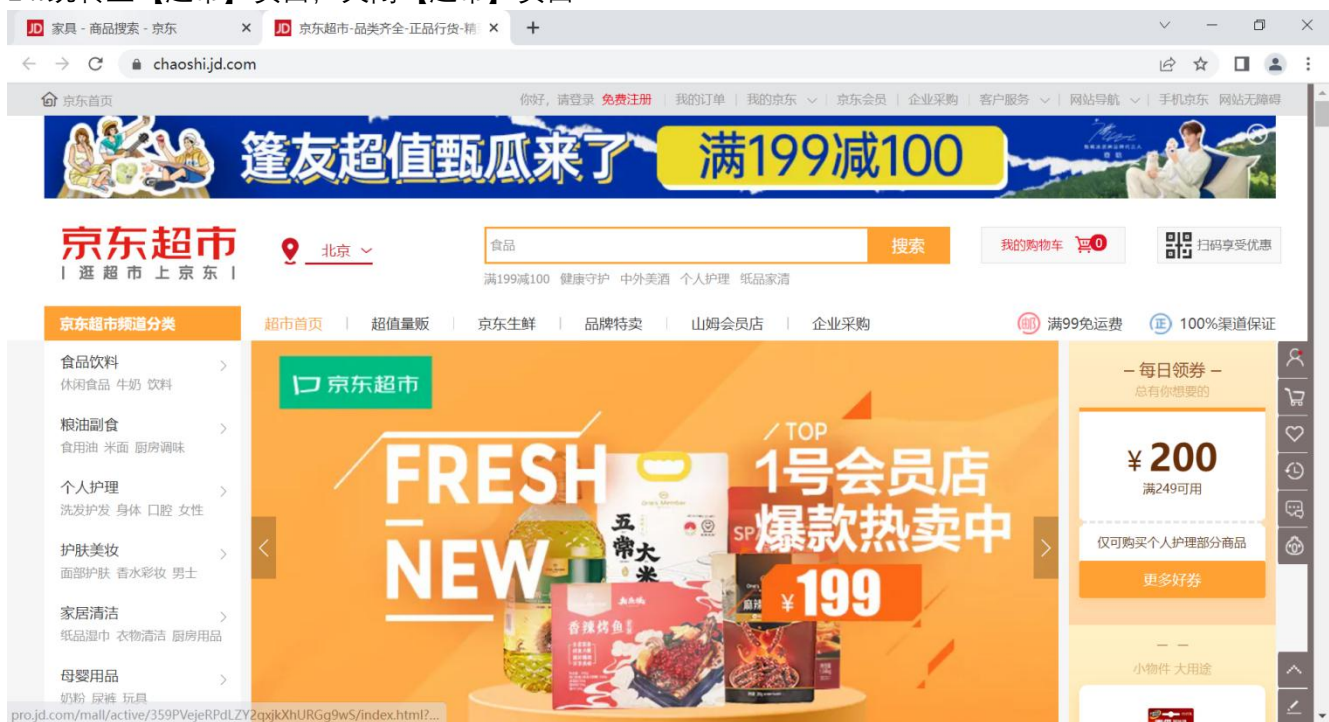 家具 - 商品搜索 - 京东
京东超市-品类齐全-正品行货-精
chaoshi.jd.com
京东首页 你好，请登录 免费注册 我的订单 我的京东 京东会员 企业采购 客户服务 网站导航 手机京东 网站无障碍
篷友超值甄瓜来了 满199减100
京东超市
逛超市上京东
北京
食品 搜索
我的购物车 0
扫码享受优惠
满199减100 健康守护 中外美酒 个人护理 纸品家清
京东超市频道分类 超市首页 超值量贩 京东生鲜 品牌特卖 山姆会员店 企业采购 邮 满99免运费 正 100%渠道保证
食品饮料
休闲食品 牛奶 饮料
粮油副食
食用油 米面 厨房调味
个人护理
洗发护发 身体 口腔 女性
护肤美妆
面部护肤 香水彩妆 男士
家居清洁
纸品湿巾 衣物清洁 厨房用品
母婴用品
奶粉 尿裤 玩具
京东超市
FRESH
NEW
TOP
1号会员店
爆款热卖中
¥199
五常大米
香辣烤鱼
– 每日领券 –
总有你想要的
¥ 200
满249可用
仅可购买个人护理部分商品
更多好券
小物件 大用途
pro.jd.com/mall/active/359PVejeRPdLZY2qxjkXhURGg9wS/index.html?...